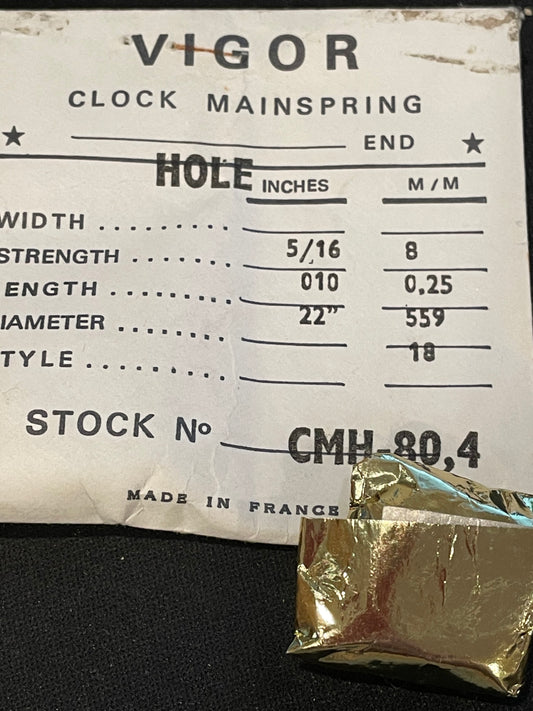 VIGOR
CLOCK MAINSPRING
★ HOLE END ★
INCHES M/M
WIDTH
STRENGTH 5/16 8
ENGTH 010 0,25
IAMETER 22” 559
TYLE 18
STOCK Nº CMH-80,4
MADE IN FRANCE